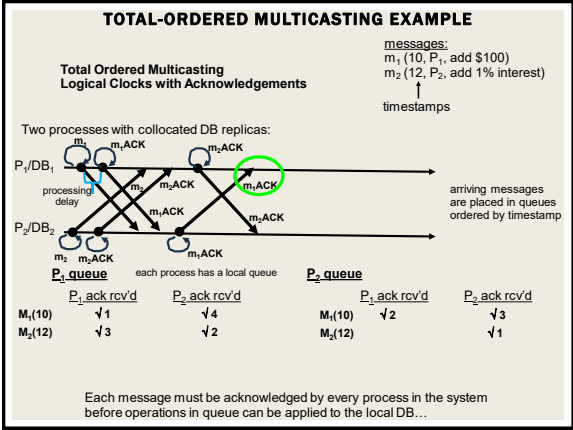 TOTAL-ORDERED MULTICASTING EXAMPLE
messages:
m₁ (10, P₁, add $100)
m₂ (12, P₂, add 1% interest)
timestamps
Total Ordered Multicasting
Logical Clocks with Acknowledgements
Two processes with collocated DB replicas:
m₁
m₁ACK
m₂ACK
P₁/DB₁
processing
delay
m₂
m₂ACK
m₁ACK
m₁ACK
m₂ACK
arriving messages
are placed in queues
ordered by timestamp
P₂/DB₂
m₂
m₂ACK
m₁ACK
P₁ queue
each process has a local queue
P₂ queue
P₁ ack rcv'd
P₂ ack rcv'd
P₁ack rcv'd
P₂ ack rcv'd
M₁(10) √1 √4
M₂(12) √3 √2
M₁(10) √2 √3
M₂(12) √1
Each message must be acknowledged by every process in the system
before operations in queue can be applied to the local DB…